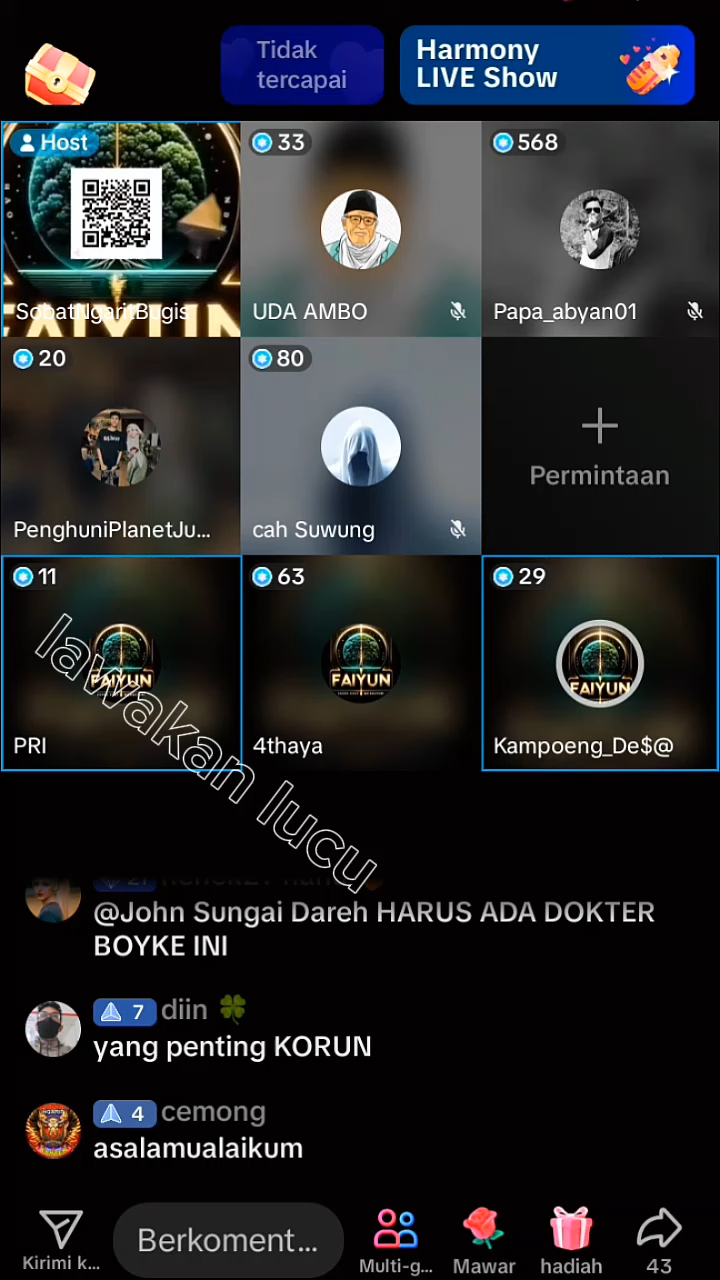 Tidak
tercapai
Harmony
LIVE Show
Host
33
568
SobatNgaritBugis
FAIYUN
UDA AMBO
Papa_abyan01
20
80
PenghuniPlanetJu...
cah Suwung
Permintaan
11
63
29
FAIYUN
FAIYUN
FAIYUN
PRI
4thaya
Kampoeng_De$@
lawakan lucu
@John Sungai Dareh HARUS ADA DOKTER
BOYKE INI
7 diin
yang penting KORUN
4 cemong
asalamualaikum
Berkoment...
Kirimi k...
Multi-g...
Mawar
hadiah
43